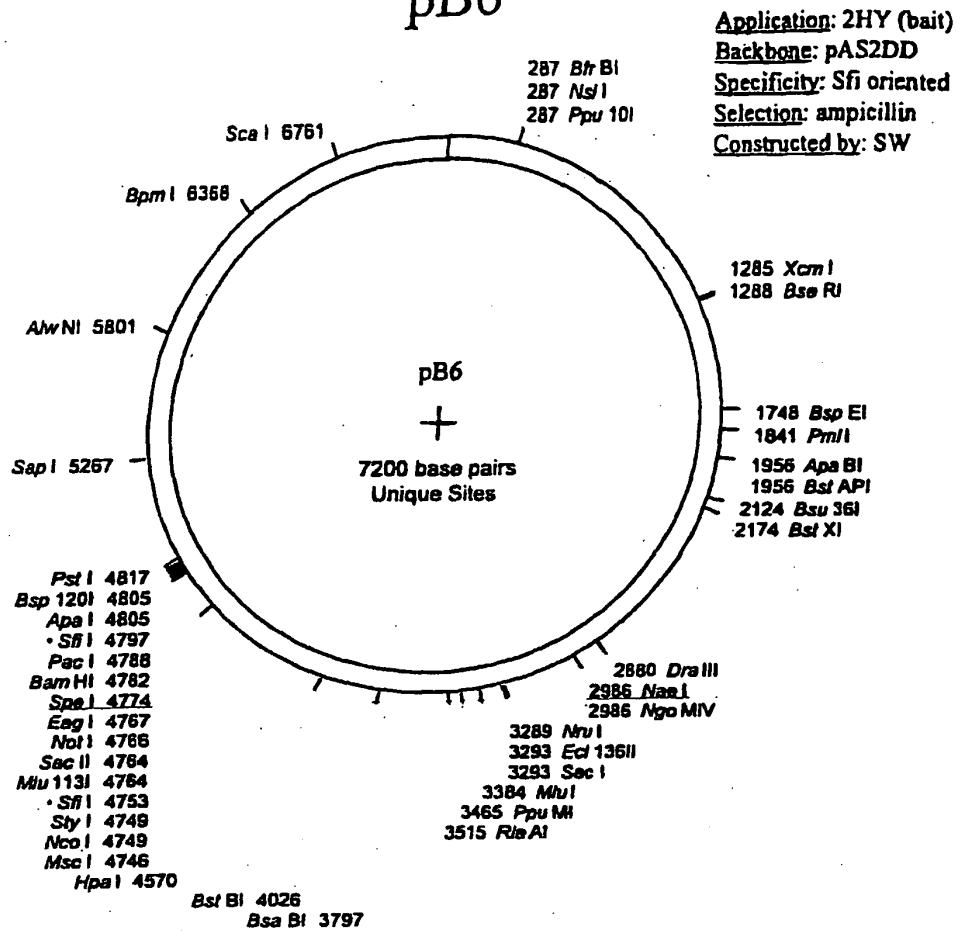 pB6
Application: 2HY (bait)
Backbone: pAS2DD
Specificity: Sfi oriented
Selection: ampicillin
Constructed by: SW
287 Bfr BI
287 Nsi I
287 Ppu 10I
Sca I 6761
Bpm I 6368
1285 Xcm I
1288 Bse RI
Alw NI 5801
pB6
7200 base pairs
Unique Sites
1748 Bsp EI
1841 Pml I
1956 Apa BI
1956 Bst API
2124 Bsu 36I
2174 Bst XI
Sap I 5267
Pst I 4817
Bsp 120I 4805
Apa I 4805
· Sfi I 4797
Pac I 4788
Bam HI 4782
Spe I 4774
Eag I 4767
Not I 4766
Sac II 4764
Mlu 113I 4764
· Sfi I 4753
Sty I 4749
Nco I 4749
Msc I 4746
Hpa I 4570
Bst BI 4026
Bsa BI 3797
2880 Dra III
2986 Nae I
2986 Ngo MIV
3289 Nru I
3293 Ecl 136II
3293 Sac I
3384 Mlu I
3465 Ppu MI
3515 Rle AI